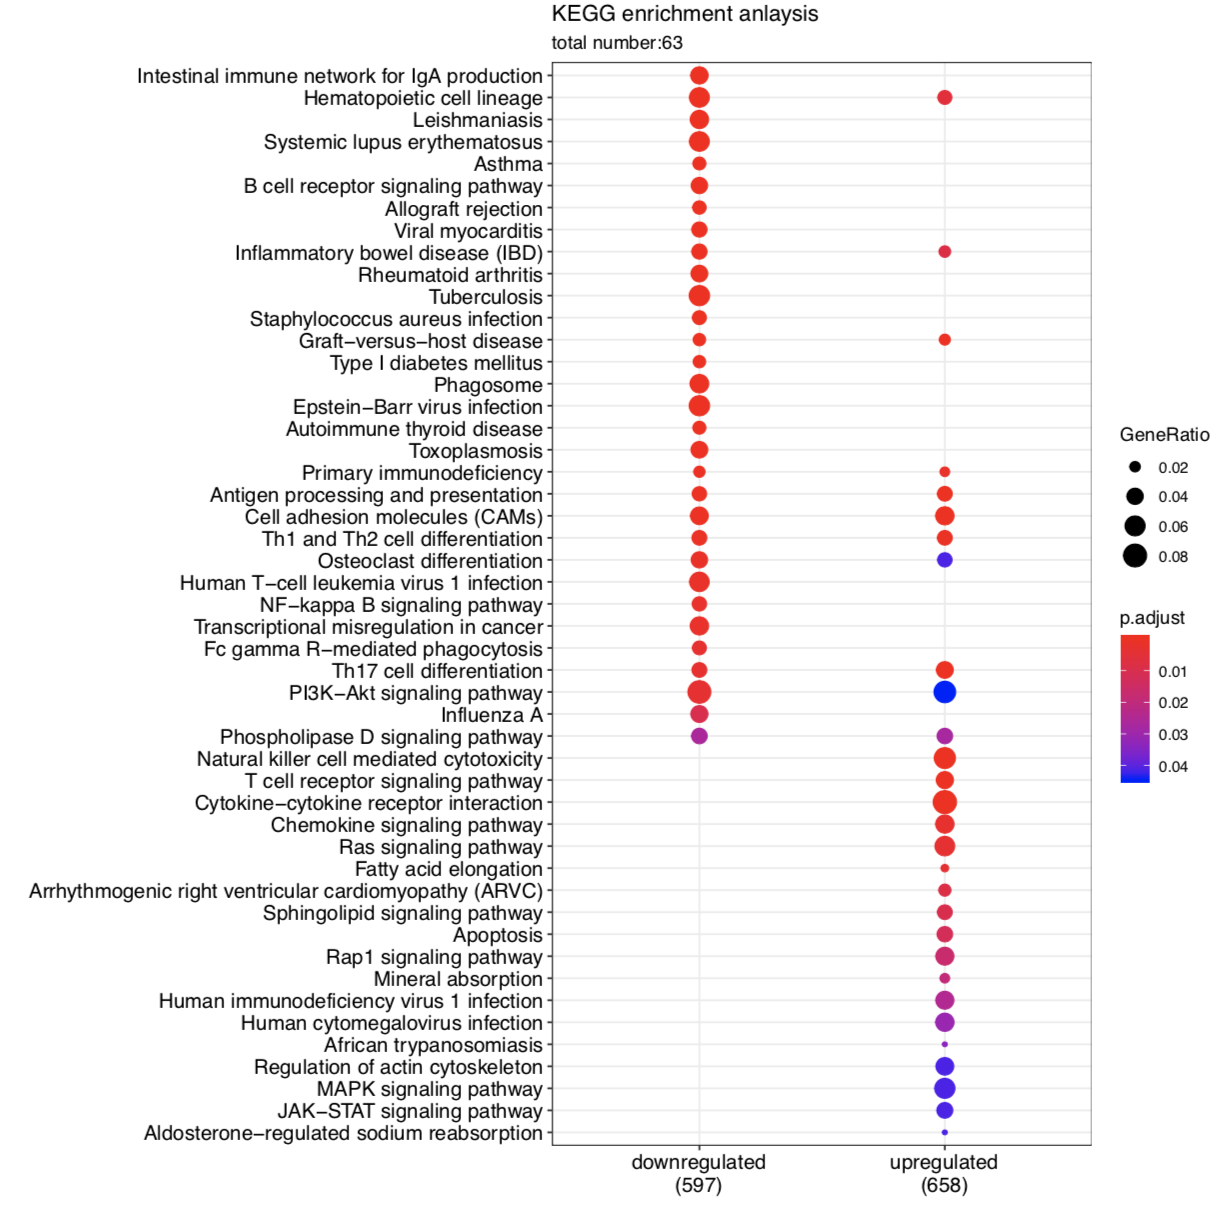 KEGG enrichment anlaysis
total number:63
Intestinal immune network for IgA production
Hematopoietic cell lineage
Leishmaniasis
Systemic lupus erythematosus
Asthma
B cell receptor signaling pathway
Allograft rejection
Viral myocarditis
Inflammatory bowel disease (IBD)
Rheumatoid arthritis
Tuberculosis
Staphylococcus aureus infection
Graft−versus−host disease
Type I diabetes mellitus
Phagosome
Epstein−Barr virus infection
Autoimmune thyroid disease
Toxoplasmosis
Primary immunodeficiency
Antigen processing and presentation
Cell adhesion molecules (CAMs)
Th1 and Th2 cell differentiation
Osteoclast differentiation
Human T−cell leukemia virus 1 infection
NF−kappa B signaling pathway
Transcriptional misregulation in cancer
Fc gamma R−mediated phagocytosis
Th17 cell differentiation
PI3K−Akt signaling pathway
Influenza A
Phospholipase D signaling pathway
Natural killer cell mediated cytotoxicity
T cell receptor signaling pathway
Cytokine−cytokine receptor interaction
Chemokine signaling pathway
Ras signaling pathway
Fatty acid elongation
Arrhythmogenic right ventricular cardiomyopathy (ARVC)
Sphingolipid signaling pathway
Apoptosis
Rap1 signaling pathway
Mineral absorption
Human immunodeficiency virus 1 infection
Human cytomegalovirus infection
African trypanosomiasis
Regulation of actin cytoskeleton
MAPK signaling pathway
JAK−STAT signaling pathway
Aldosterone−regulated sodium reabsorption
downregulated
(597)
upregulated
(658)
GeneRatio
0.02
0.04
0.06
0.08
p.adjust
0.01
0.02
0.03
0.04